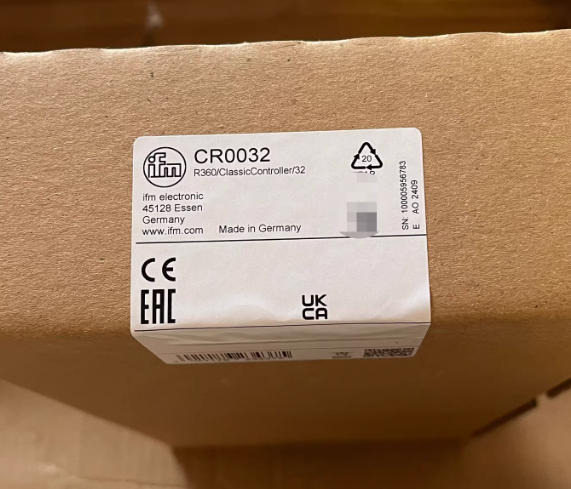 ifm
CR0032
R360/ClassicController/32
ifm electronic
45128 Essen
Germany
www.ifm.com Made in Germany
20
SN: 100005956783
E AO 2409
CE
EAC
UK
CA